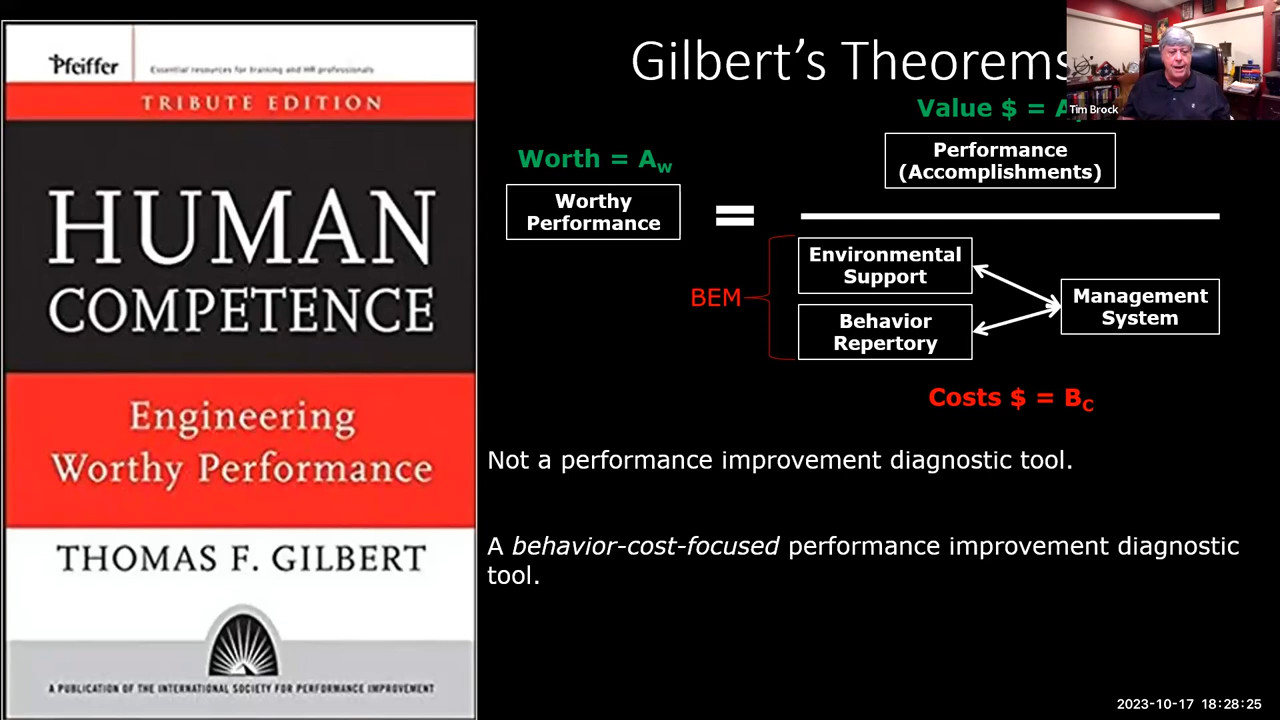 Pfeiffer
Essential resources for training and HR professionals
TRIBUTE EDITION
HUMAN
COMPETENCE
Engineering
Worthy Performance
THOMAS F. GILBERT
A PUBLICATION OF THE INTERNATIONAL SOCIETY FOR PERFORMANCE IMPROVEMENT
Gilbert's Theorems
Tim Brock
Value $ = A
Worth = Aw
Performance
(Accomplishments)
Worthy
Performance
=
Environmental
Support
BEM
Management
System
Behavior
Repertory
Costs $ = BC
Not a performance improvement diagnostic tool.
A behavior-cost-focused performance improvement diagnostic
tool.
2023-10-17 18:28:25